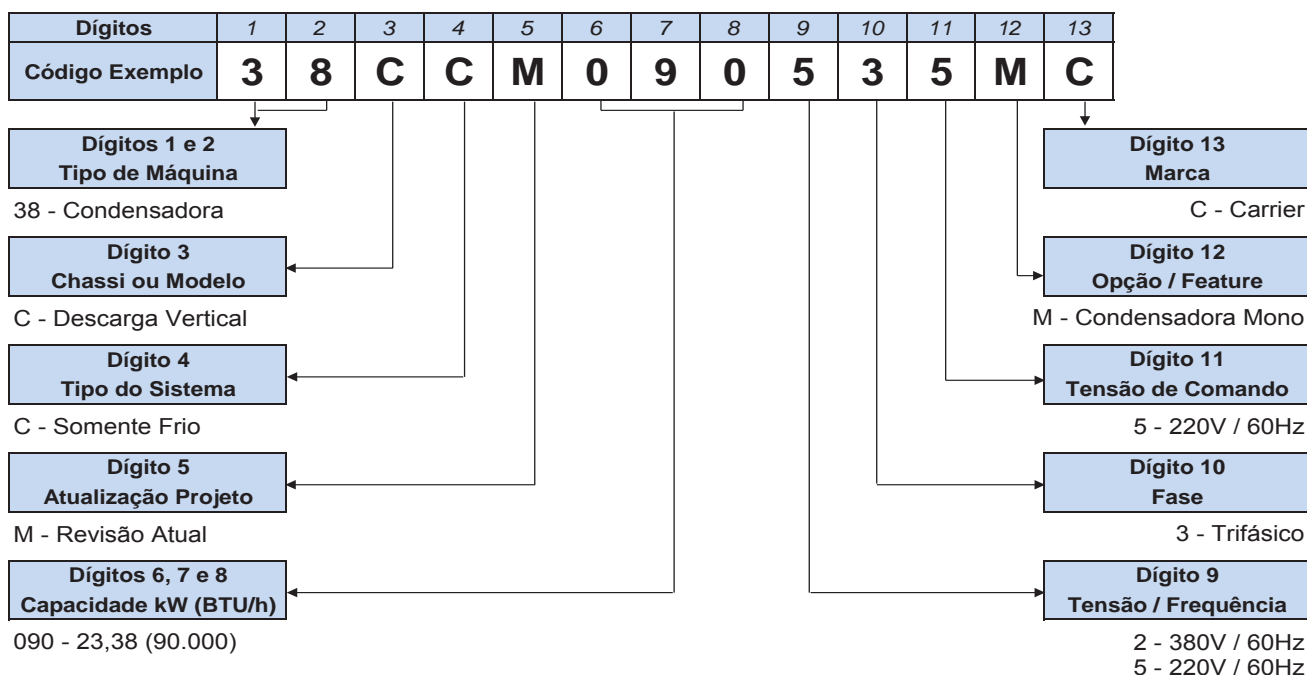 Dígitos 1 2 3 4 5 6 7 8 9 10 11 12 13
Código Exemplo 3 8 C C M 0 9 0 5 3 5 M C
Dígitos 1 e 2
Tipo de Máquina
38 - Condensadora
Dígito 3
Chassi ou Modelo
C - Descarga Vertical
Dígito 4
Tipo do Sistema
C - Somente Frio
Dígito 5
Atualização Projeto
M - Revisão Atual
Dígitos 6, 7 e 8
Capacidade kW (BTU/h)
090 - 23,38 (90.000)
Dígito 13
Marca
C - Carrier
Dígito 12
Opção / Feature
M - Condensadora Mono
Dígito 11
Tensão de Comando
5 - 220V / 60Hz
Dígito 10
Fase
3 - Trifásico
Dígito 9
Tensão / Frequência
2 - 380V / 60Hz
5 - 220V / 60Hz